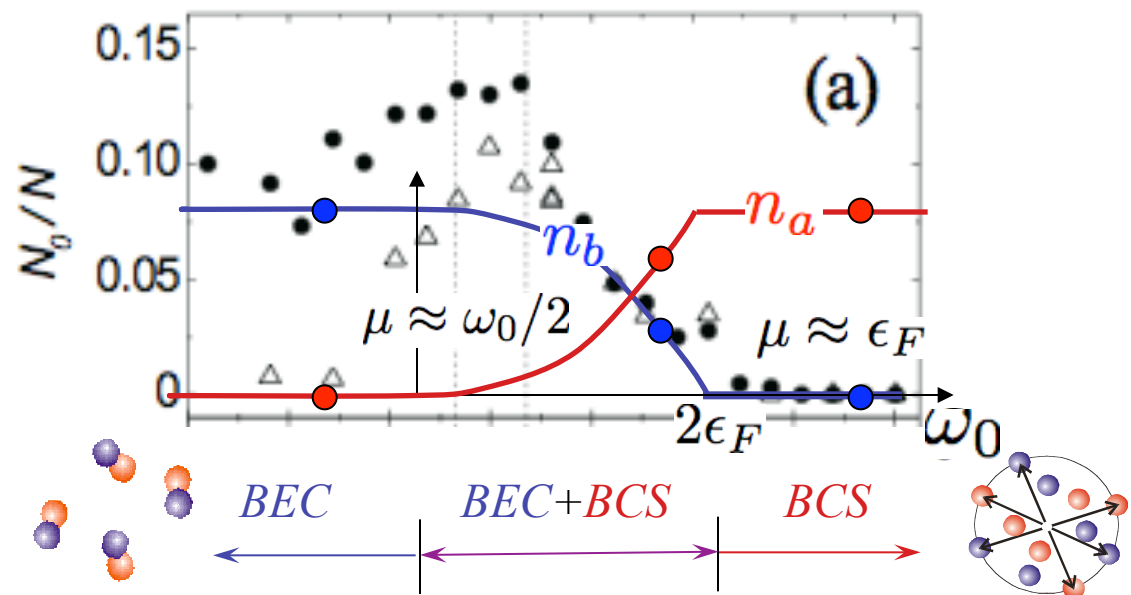 0.15
(a)
0.10
N₀/N
n_a
n_b
0.05
μ ≈ ω₀/2
μ ≈ ϵ_F
0
2ϵ_F
ω₀
BEC
BEC+BCS
BCS